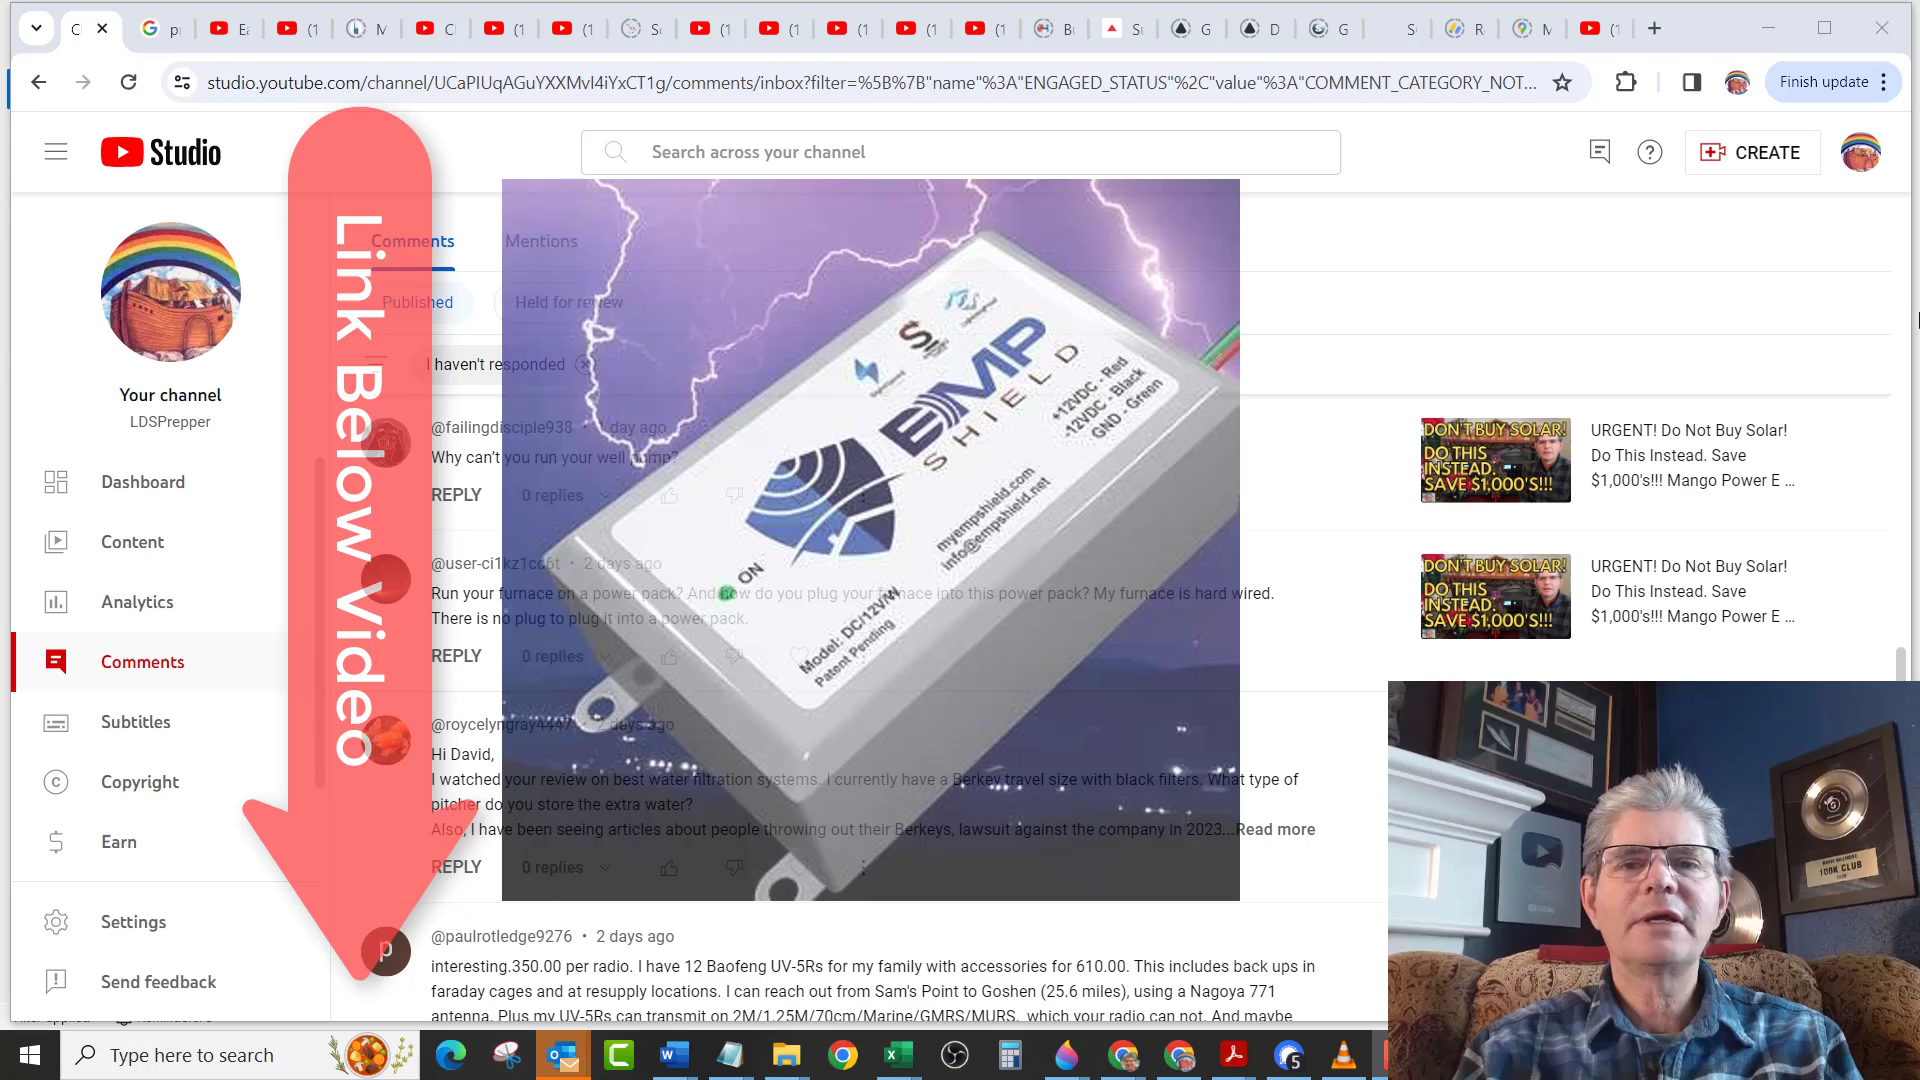 studio.youtube.com/channel/UCaPIUqAGuYXXMvI4iYxCT1g/comments/inbox?filter=%5B%7B"name"%3A"ENGAGED_STATUS"%2C"value"%3A"COMMENT_CATEGORY_NOT...
Finish update
Studio
Search across your channel
CREATE
Comments
Mentions
Published
Held for review
I haven't responded
Your channel
LDSPrepper
Dashboard
Content
Analytics
Comments
Subtitles
Copyright
Earn
Settings
Send feedback
Link Below Video
@failingdisciple938 • 1 day ago
Why can't you run your well pump?
REPLY
0 replies
@user-ci1kz1cc6t • 2 days ago
Run your furnace on a power pack? And how do you plug your furnace into this power pack? My furnace is hard wired.
There is no plug to plug it into a power pack.
REPLY
0 replies
@roycelyngray4447 • 2 days ago
Hi David,
I watched your review on best water filtration systems. I currently have a Berkey travel size with black filters. What type of
pitcher do you store the extra water?
Also, I have been seeing articles about people throwing out their Berkeys, lawsuit against the company in 2023...Read more
REPLY
0 replies
p
@paulrotledge9276 • 2 days ago
interesting.350.00 per radio. I have 12 Baofeng UV-5Rs for my family with accessories for 610.00. This includes back ups in
faraday cages and at resupply locations. I can reach out from Sam's Point to Goshen (25.6 miles), using a Nagoya 771
antenna. Plus my UV-5Rs can transmit on 2M/1.25M/70cm/Marine/GMRS/MURS, which your radio can not. And maybe
EMP
SHIELD
+12VDC - Red
-12VDC - Black
GND - Green
myempshield.com
info@empshield.net
ON
Model: DC/12V/W
Patent Pending
DON'T BUY SOLAR!
DO THIS
INSTEAD.
SAVE $1,000'S!!!
URGENT! Do Not Buy Solar!
Do This Instead. Save
$1,000's!!! Mango Power E ...
DON'T BUY SOLAR!
DO THIS
INSTEAD.
SAVE $1,000'S!!!
URGENT! Do Not Buy Solar!
Do This Instead. Save
$1,000's!!! Mango Power E ...
100K CLUB
Type here to search